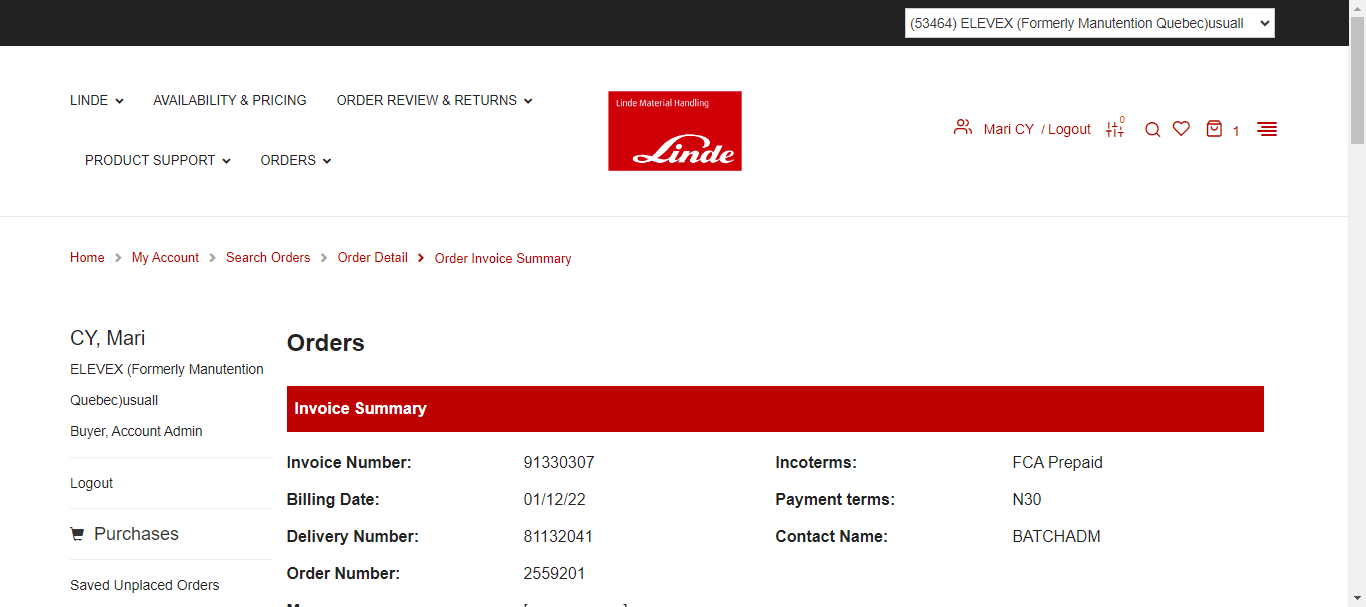 (53464) ELEVEX (Formerly Manutention Quebec)usuall
LINDE
AVAILABILITY & PRICING
ORDER REVIEW & RETURNS
PRODUCT SUPPORT
ORDERS
Linde Material Handling
Linde
Mari CY / Logout
0
1
Home
My Account
Search Orders
Order Detail
Order Invoice Summary
CY, Mari
ELEVEX (Formerly Manutention
Quebec)usuall
Buyer, Account Admin
Logout
Purchases
Saved Unplaced Orders
Orders
Invoice Summary
Invoice Number: 91330307
Incoterms: FCA Prepaid
Billing Date: 01/12/22
Payment terms: N30
Delivery Number: 81132041
Contact Name: BATCHADM
Order Number: 2559201